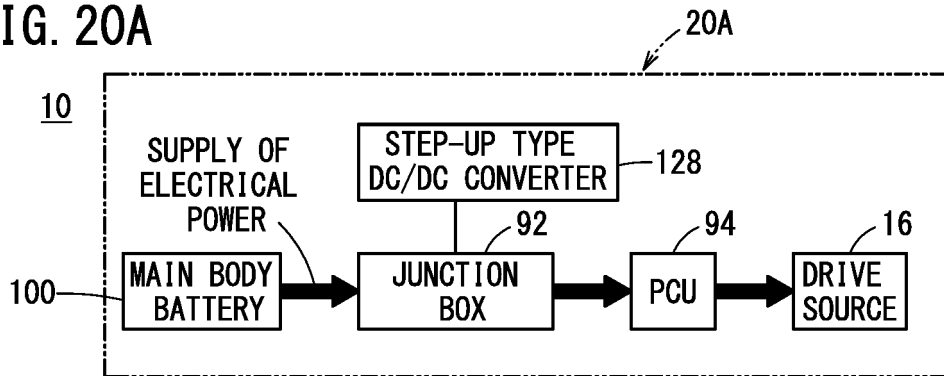 IG. 20A
20A
10
STEP-UP TYPE
DC/DC CONVERTER
128
SUPPLY OF
ELECTRICAL
POWER
92
94
16
100
MAIN BODY
BATTERY
JUNCTION
BOX
PCU
DRIVE
SOURCE